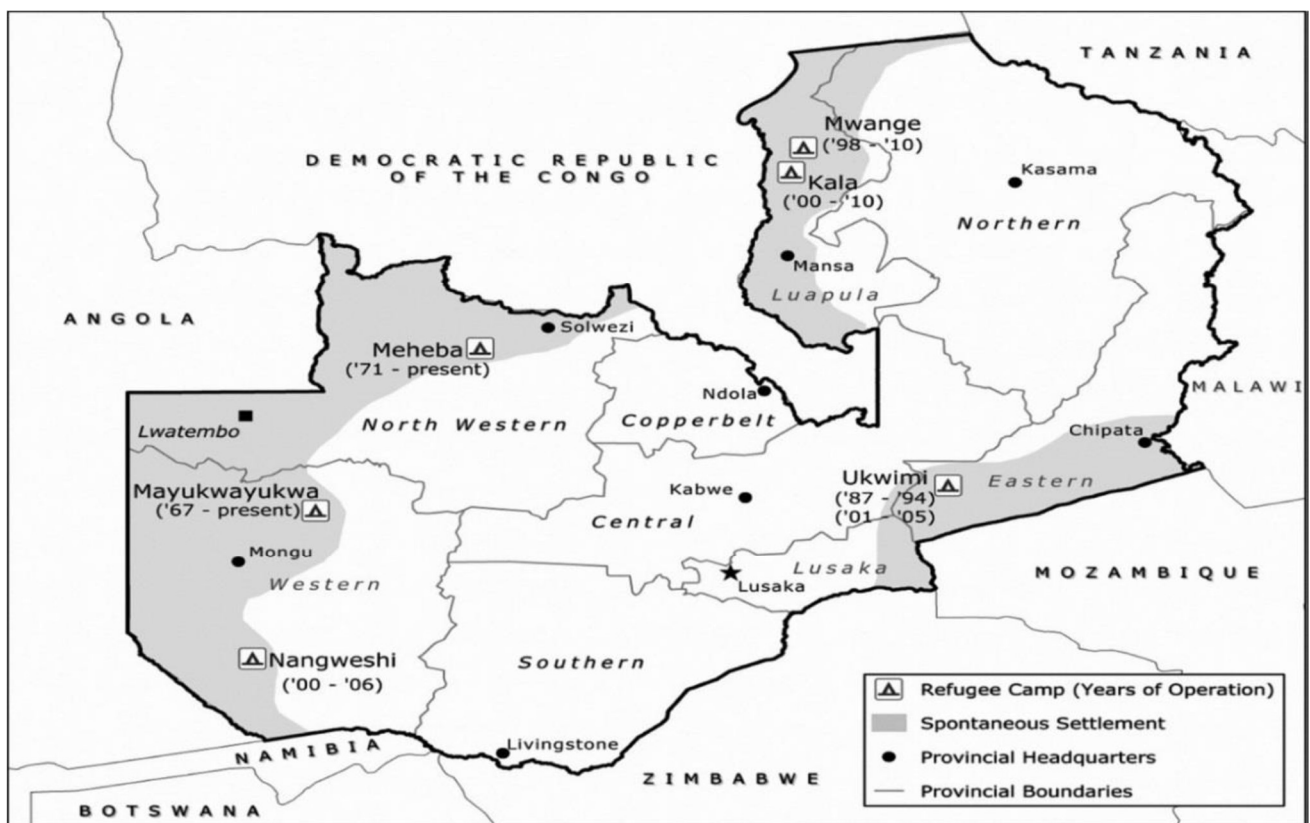 TANZANIA
Mwange
('98 - '10)
DEMOCRATIC REPUBLIC
OF THE CONGO
Kasama
Kala
('00 - '10)
Northern
Mansa
Luapula
ANGOLA
Solwezi
Meheba
('71 - present)
MALAWI
Ndola
Lwatembo
North Western
Copperbelt
Chipata
Ukwimi
('87 - '94)
('01 - '05)
Eastern
Mayukwayukwa
('67 - present)
Kabwe
Central
Mongu
Western
Lusaka
Lusaka
MOZAMBIQUE
Nangweshi
('00 - '06)
Southern
Refugee Camp (Years of Operation)
Spontaneous Settlement
Provincial Headquarters
Provincial Boundaries
NAMIBIA
Livingstone
ZIMBABWE
BOTSWANA